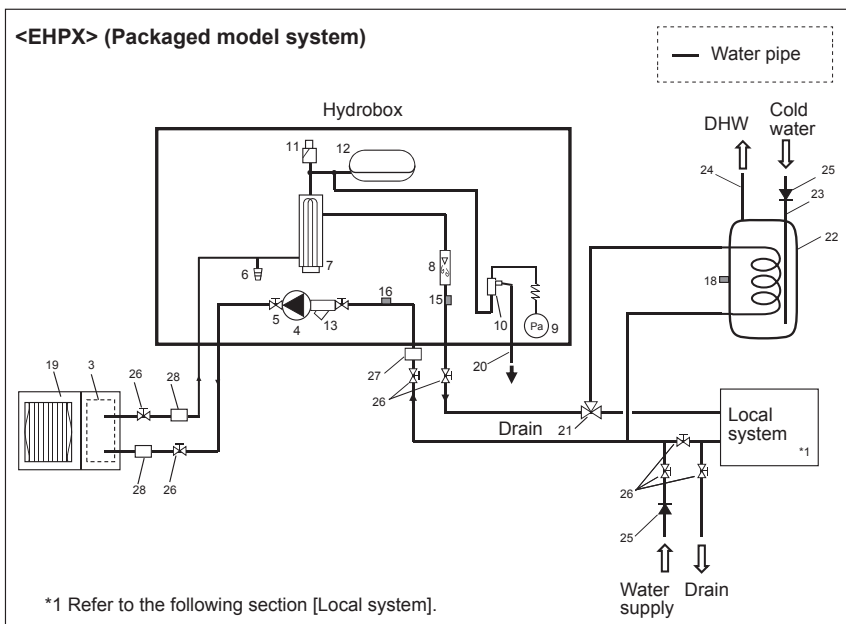 <EHPX> (Packaged model system)
Water pipe
Hydrobox
DHW
Cold
water
11
12
24
25
23
22
7
6
8
18
16
15
5
4
13
10
Pa
9
19
26
3
28
27
26
20
21
Drain
Local
system
*1
28
26
26
25
Water
supply
Drain
*1 Refer to the following section [Local system].